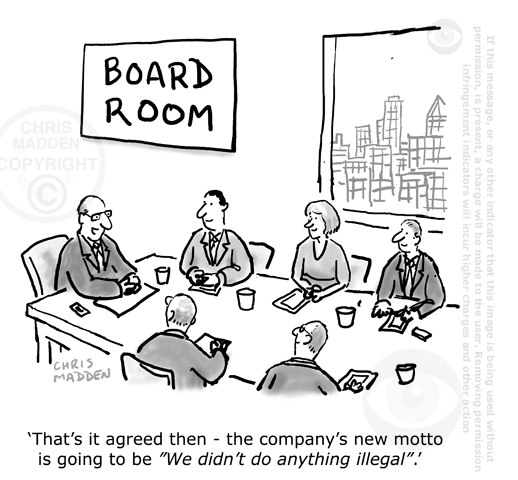 BOARD
ROOM
CHRIS
MADDEN
COPYRIGHT
©
If this message, or any other indicator that this image is being used without
permission, is present, a charge will be made to the user. Removing permission
infringement indicators will incur higher charges and other action
CHRIS
MADDEN
‘That’s it agreed then - the company’s new motto
is going to be ”We didn’t do anything illegal”.’